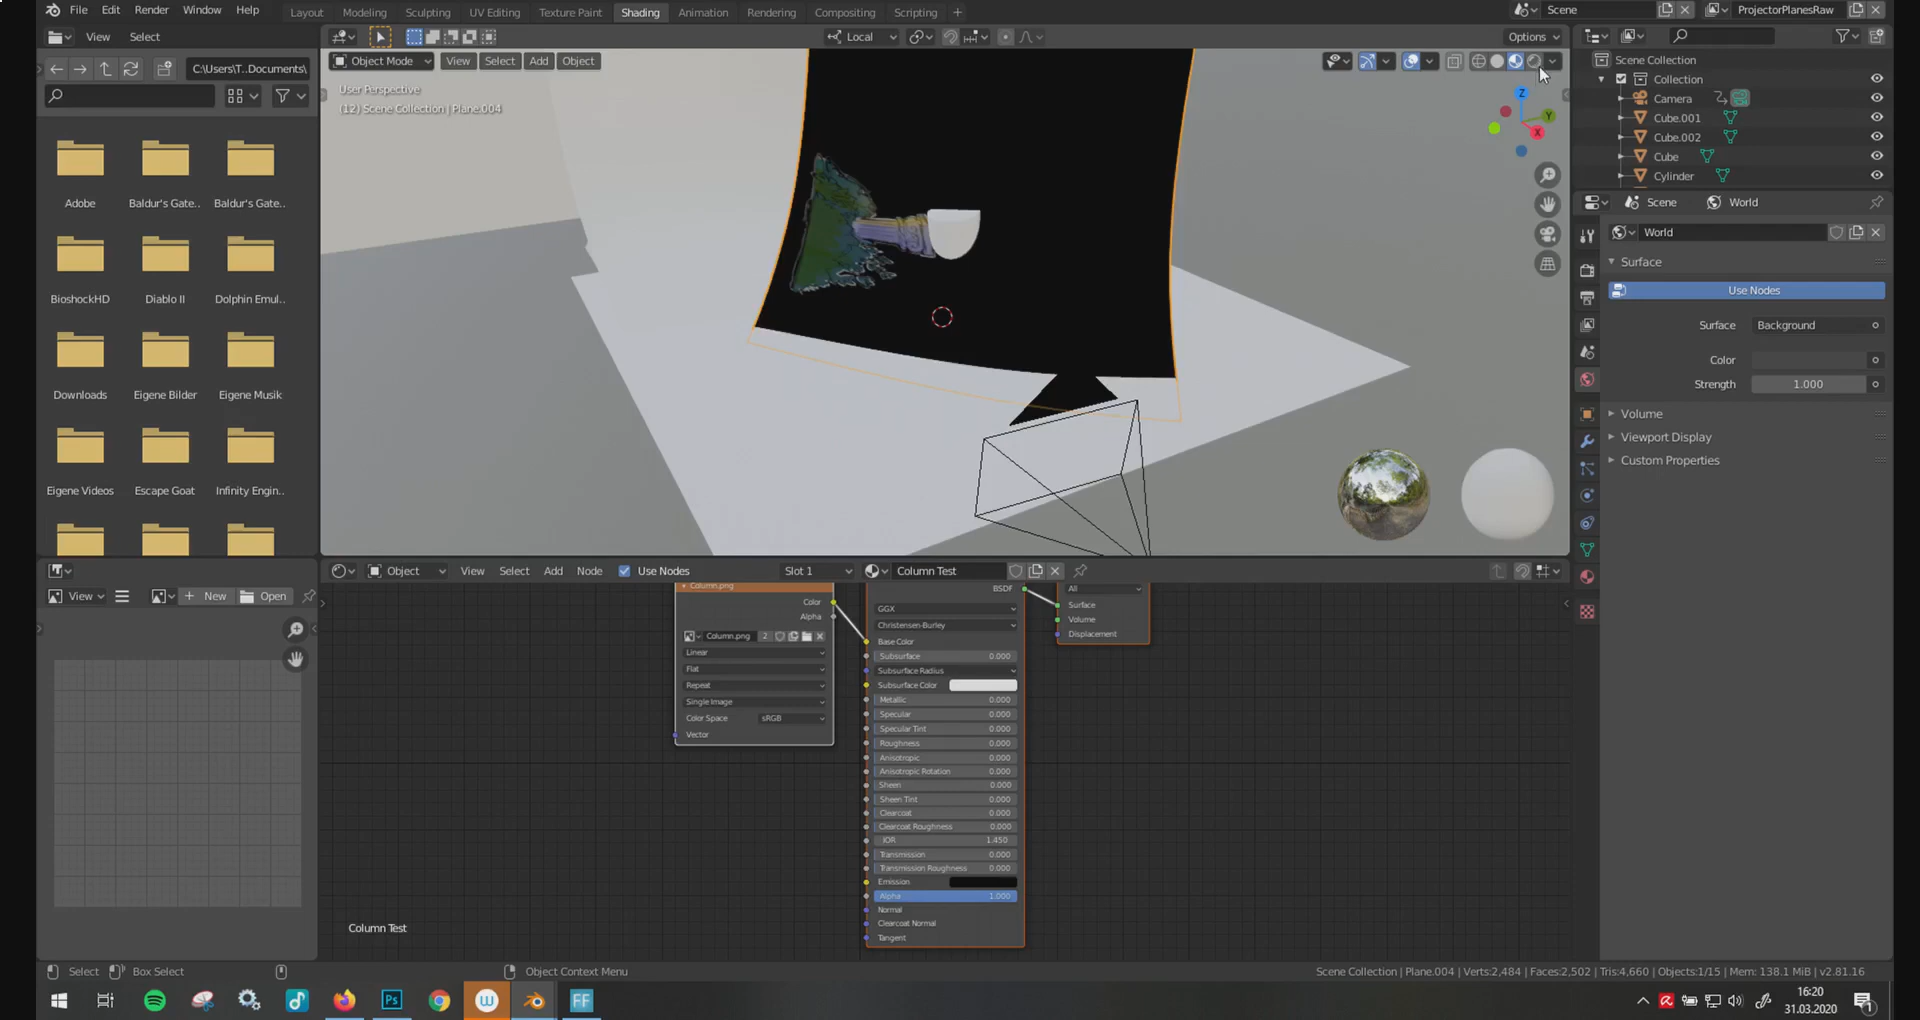 File Edit Render Window Help
Layout Modeling Sculpting UV Editing Texture Paint Shading Animation Rendering Compositing Scripting +
Scene ProjectorPlanesRaw
View Select
Local
Options
C:\Users\T..Documents\
Object Mode View Select Add Object
User Perspective
(12) Scene Collection | Plane.004
Z
Y
X
Scene Collection
Collection
Camera
Cube.001
Cube.002
Cube
Cylinder
Adobe Baldur's Gate.. Baldur's Gate..
BioshockHD Diablo II Dolphin Emul..
Downloads Eigene Bilder Eigene Musik
Eigene Videos Escape Goat Infinity Engin..
Scene World
World
Surface
Use Nodes
Surface Background
Color
Strength 1.000
Volume
Viewport Display
Custom Properties
Object View Select Add Node Use Nodes Slot 1 Column Test
View New Open
Column.png
Color
Alpha
Column.png 2
Linear
Flat
Repeat
Single Image
Color Space sRGB
Vector
BSDF
GGX
Christensen-Burley
Base Color
Subsurface 0.000
Subsurface Radius
Subsurface Color
Metallic 0.000
Specular 0.000
Specular Tint 0.000
Roughness 0.000
Anisotropic 0.000
Anisotropic Rotation 0.000
Sheen 0.000
Sheen Tint 0.000
Clearcoat 0.000
Clearcoat Roughness 0.000
IOR 1.450
Transmission 0.000
Transmission Roughness 0.000
Emission
Alpha 1.000
Normal
Clearcoat Normal
Tangent
All
Surface
Volume
Displacement
Column Test
Select Box Select Object Context Menu
Scene Collection | Plane.004 | Verts:2,484 | Faces:2,502 | Tris:4,660 | Objects:1/15 | Mem: 138.1 MiB | v2.81.16
Ps
W
FF
16:20
31.03.2020
1